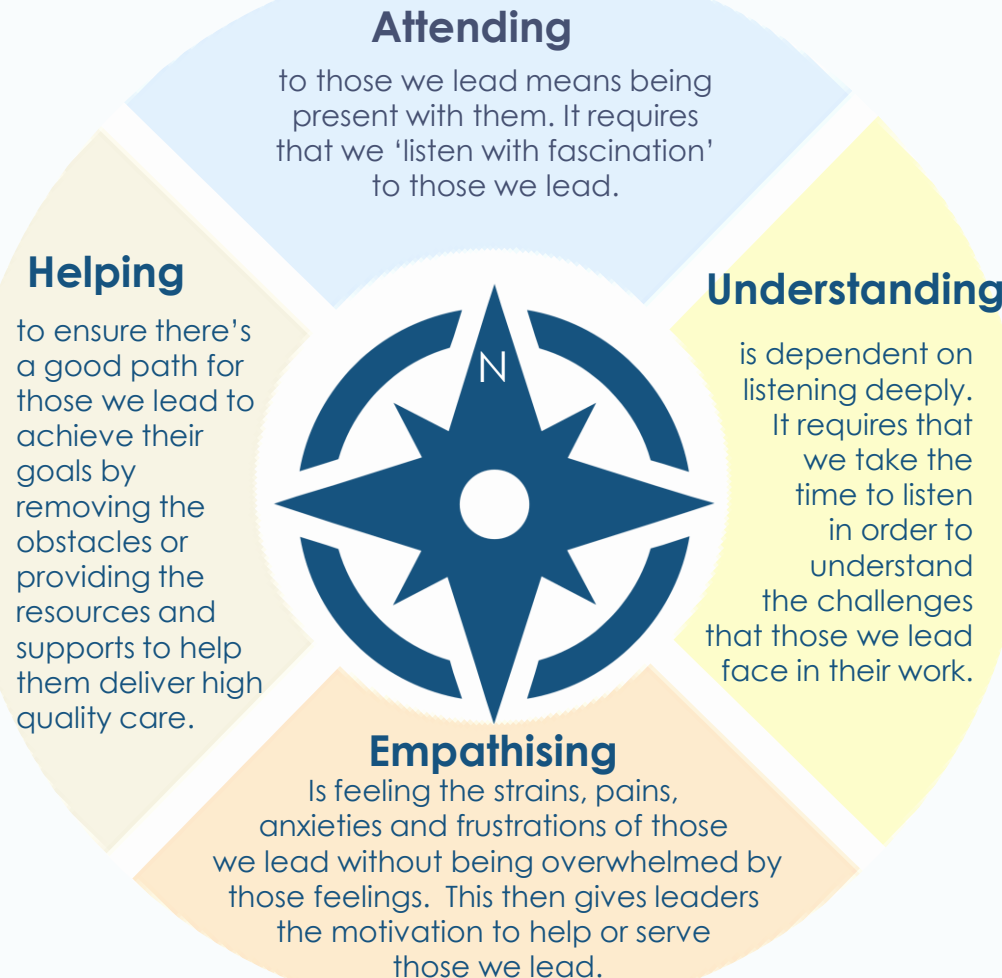 Attending
to those we lead means being
present with them. It requires
that we ‘listen with fascination’
to those we lead.
Helping
to ensure there’s
a good path for
those we lead to
achieve their
goals by
removing the
obstacles or
providing the
resources and
supports to help
them deliver high
quality care.
N
Understanding
is dependent on
listening deeply.
It requires that
we take the
time to listen
in order to
understand
the challenges
that those we lead
face in their work.
Empathising
Is feeling the strains, pains,
anxieties and frustrations of those
we lead without being overwhelmed by
those feelings.  This then gives leaders
the motivation to help or serve
those we lead.